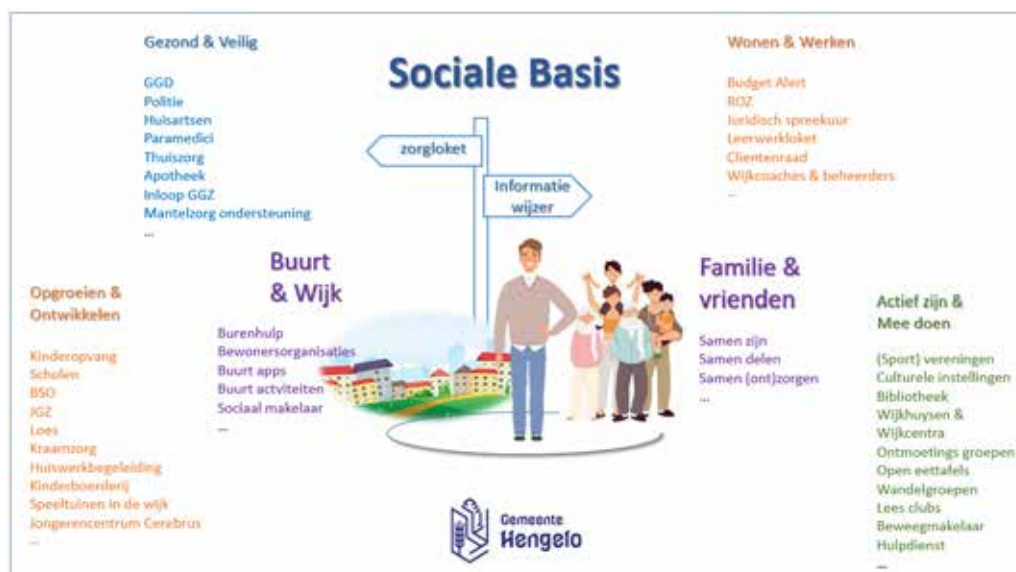 Sociale Basis
Gezond & Veilig
GGD
Politie
Huisartsen
Paramedici
Thuiszorg
Apotheek
Inloop GGZ
Mantelzorg ondersteuning
...
Wonen & Werken
Budget Alert
ROZ
Juridisch spreekuur
Leerwerkloket
Clientenraad
Wijkcoaches & beheerders
...
zorgloket
Informatie
wijzer
Buurt
& Wijk
Burenhulp
Bewonersorganisaties
Buurt apps
Buurt actviteiten
Sociaal makelaar
...
Familie &
vrienden
Samen zijn
Samen delen
Samen (ont)zorgen
...
Opgroeien &
Ontwikkelen
Kinderopvang
Scholen
BSO
JGZ
Loes
Kraamzorg
Huiswerkbegeleiding
Kinderboerderij
Speeltuinen in de wijk
Jongerencentrum Cerebrus
...
Actief zijn &
Mee doen
(Sport) vereningen
Culturele instellingen
Bibliotheek
Wijkhuysen &
Wijkcentra
Ontmoetings groepen
Open eettafels
Wandelgroepen
Lees clubs
Beweegmakelaar
Hulpdienst
...
Gemeente
Hengelo